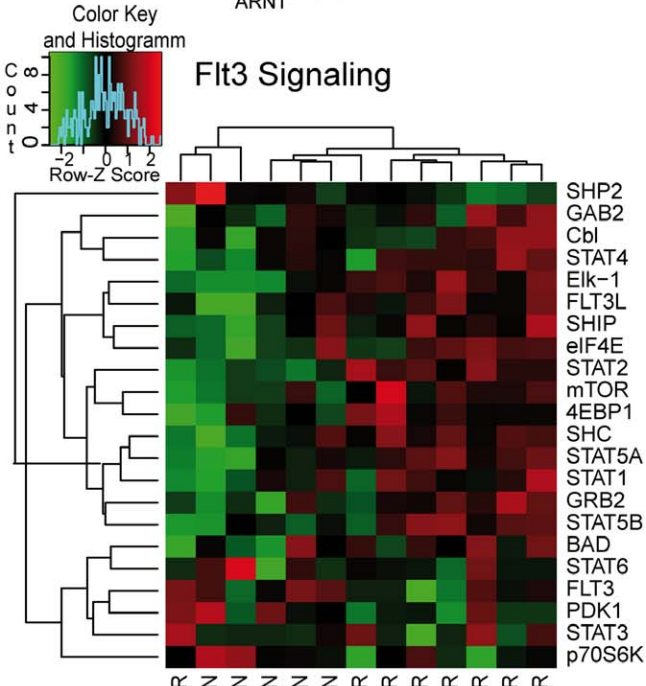 ARNT
Color Key
and Histogramm
Count
0 4 8
−2 0 1 2
Row-Z Score
Flt3 Signaling
SHP2
GAB2
Cbl
STAT4
Elk−1
FLT3L
SHIP
eIF4E
STAT2
mTOR
4EBP1
SHC
STAT5A
STAT1
GRB2
STAT5B
BAD
STAT6
FLT3
PDK1
STAT3
p70S6K
R N N N N N R R R R R R R